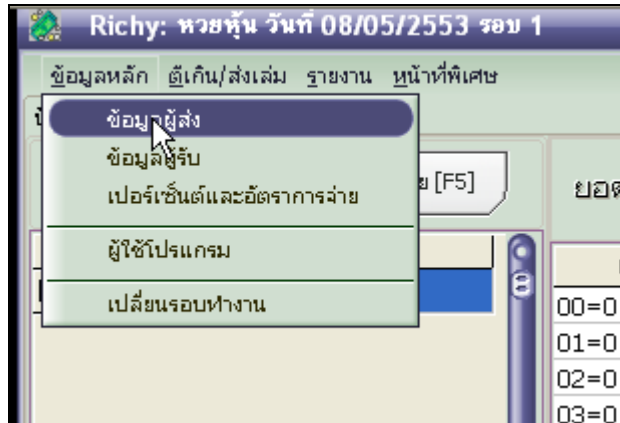 Richy: หวยหุ้น วันที่ 08/05/2553 รอบ 1
ข้อมูลหลัก ตีเกิน/ส่งเล่ม รายงาน หน้าที่พิเศษ
ข้อมูลผู้ส่ง
ข้อมูลผู้รับ
เปอร์เซ็นต์และอัตราการจ่าย
[F5]
ผู้ใช้โปรแกรม
เปลี่ยนรอบทำงาน
00=0
01=0
02=0
03=0